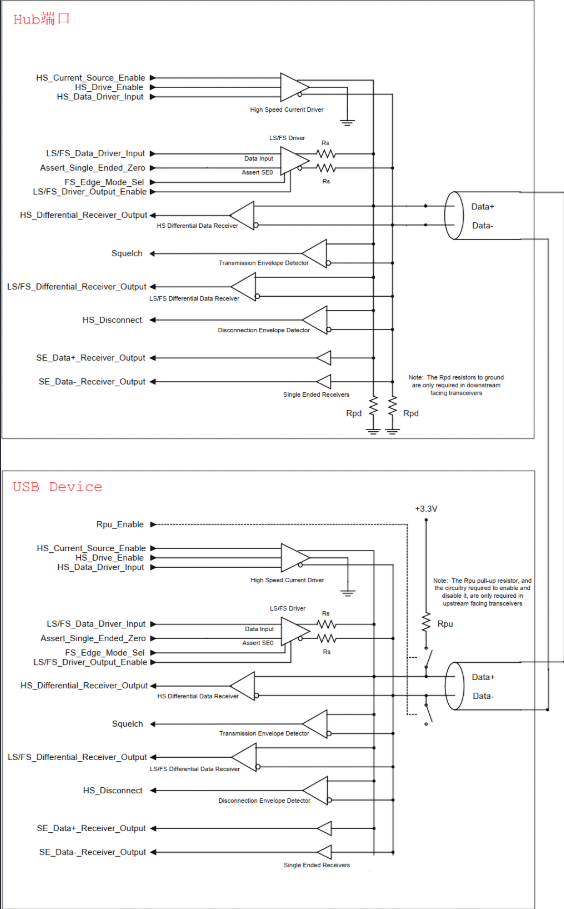 Hub端口
HS_Current_Source_Enable
HS_Drive_Enable
HS_Data_Driver_Input
High Speed Current Driver
LS/FS Driver
Rs
LS/FS_Data_Driver_Input
Data Input
Assert_Single_Ended_Zero
Assert SE0
FS_Edge_Mode_Sel
Rs
LS/FS_Driver_Output_Enable
Data+
HS_Differential_Receiver_Output
HS Differential Data Receiver
Data-
Squelch
Transmission Envelope Detector
LS/FS_Differential_Receiver_Output
LS/FS Differential Data Receiver
HS_Disconnect
Disconnection Envelope Detector
SE_Data+_Receiver_Output
SE_Data-_Receiver_Output
Single Ended Receivers
Note: The Rpd resistors to ground
are only required in downstream
facing transceivers
Rpd
Rpd
USB Device
+3.3V
Rpu_Enable
HS_Current_Source_Enable
HS_Drive_Enable
HS_Data_Driver_Input
High Speed Current Driver
Note: The Rpu pull-up resistor, and
the circuitry required to enable and
disable it, are only required in
upstream facing transceivers
LS/FS Driver
Rs
Rpu
LS/FS_Data_Driver_Input
Data Input
Assert_Single_Ended_Zero
Assert SE0
FS_Edge_Mode_Sel
Rs
LS/FS_Driver_Output_Enable
Data+
HS_Differential_Receiver_Output
HS Differential Data Receiver
Data-
Squelch
Transmission Envelope Detector
LS/FS_Differential_Receiver_Output
LS/FS Differential Data Receiver
HS_Disconnect
Disconnection Envelope Detector
SE_Data+_Receiver_Output
SE_Data-_Receiver_Output
Single Ended Receivers